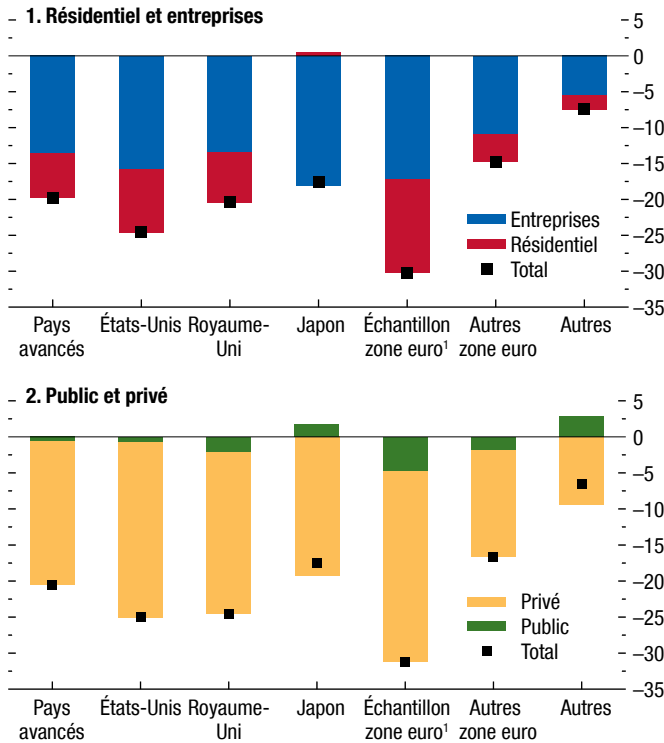 1. Résidentiel et entreprises
5
0
–5
–10
–15
–20
–25
–30
–35
Entreprises
Résidentiel
Total
Pays avancés
États-Unis
Royaume-Uni
Japon
Échantillon zone euro¹
Autres zone euro
Autres
2. Public et privé
5
0
–5
–10
–15
–20
–25
–30
–35
Privé
Public
Total
Pays avancés
États-Unis
Royaume-Uni
Japon
Échantillon zone euro¹
Autres zone euro
Autres